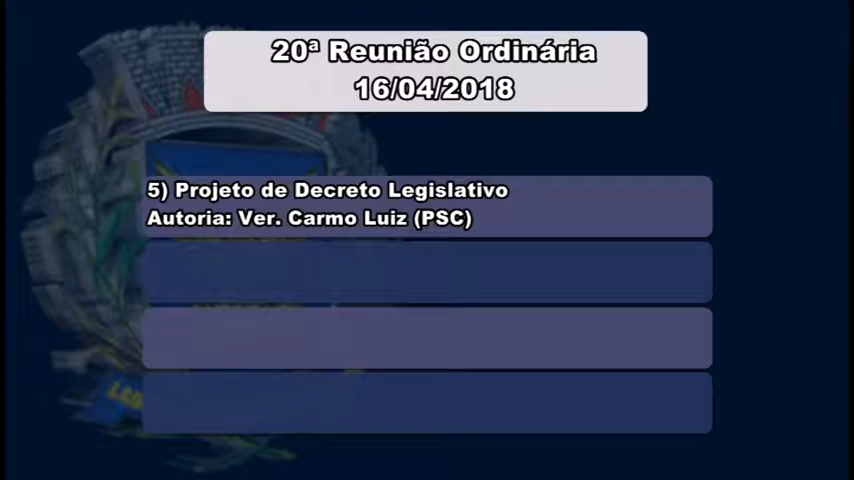 20ª Reunião Ordinária
16/04/2018
5) Projeto de Decreto Legislativo
Autoria: Ver. Carmo Luiz (PSC)